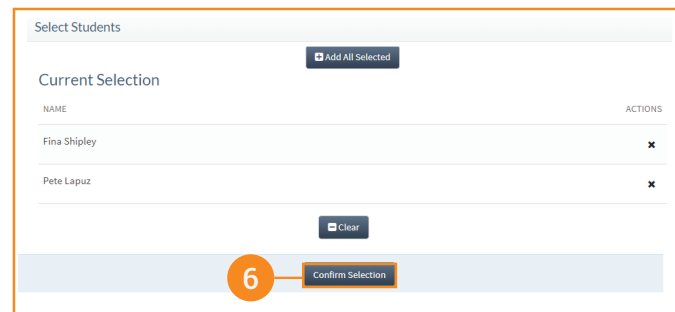 Select Students
Add All Selected
Current Selection
NAME ACTIONS
Fina Shipley
Pete Lapuz
Clear
6 Confirm Selection